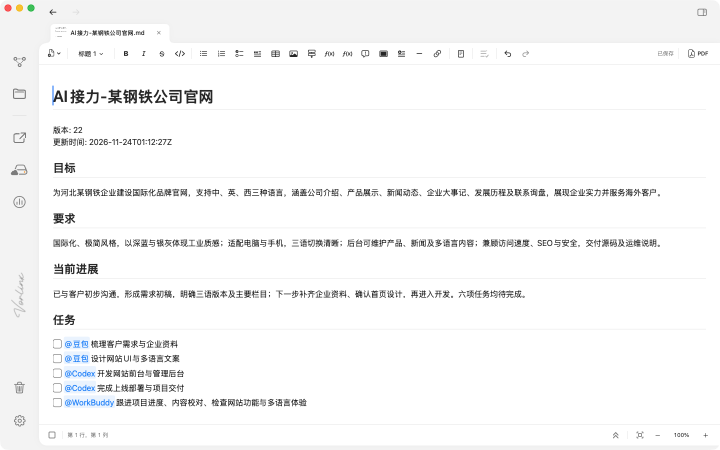 AI接力-某钢铁公司官网.md
标题 1
B I S </> f(x) f(x)
已保存
PDF
AI接力-某钢铁公司官网
版本: 22
更新时间: 2026-11-24T01:12:27Z
目标
为河北某钢铁企业建设国际化品牌官网，支持中、英、西三种语言，涵盖公司介绍、产品展示、新闻动态、企业大事记、发展历程及联系询盘，展现企业实力并服务海外客户。
要求
国际化、极简风格，以深蓝与银灰体现工业质感；适配电脑与手机，三语切换清晰；后台可维护产品、新闻及多语言内容；兼顾访问速度、SEO与安全，交付源码及运维说明。
当前进展
已与客户初步沟通，形成需求初稿，明确三语版本及主要栏目；下一步补齐企业资料、确认首页设计，再进入开发。六项任务均待完成。
任务
@豆包 梳理客户需求与企业资料
@豆包 设计网站UI与多语言文案
@Codex 开发网站前台与管理后台
@Codex 完成上线部署与项目交付
@WorkBuddy 跟进项目进度、内容校对、检查网站功能与多语言体验
第 1 行，第 1 列
100%